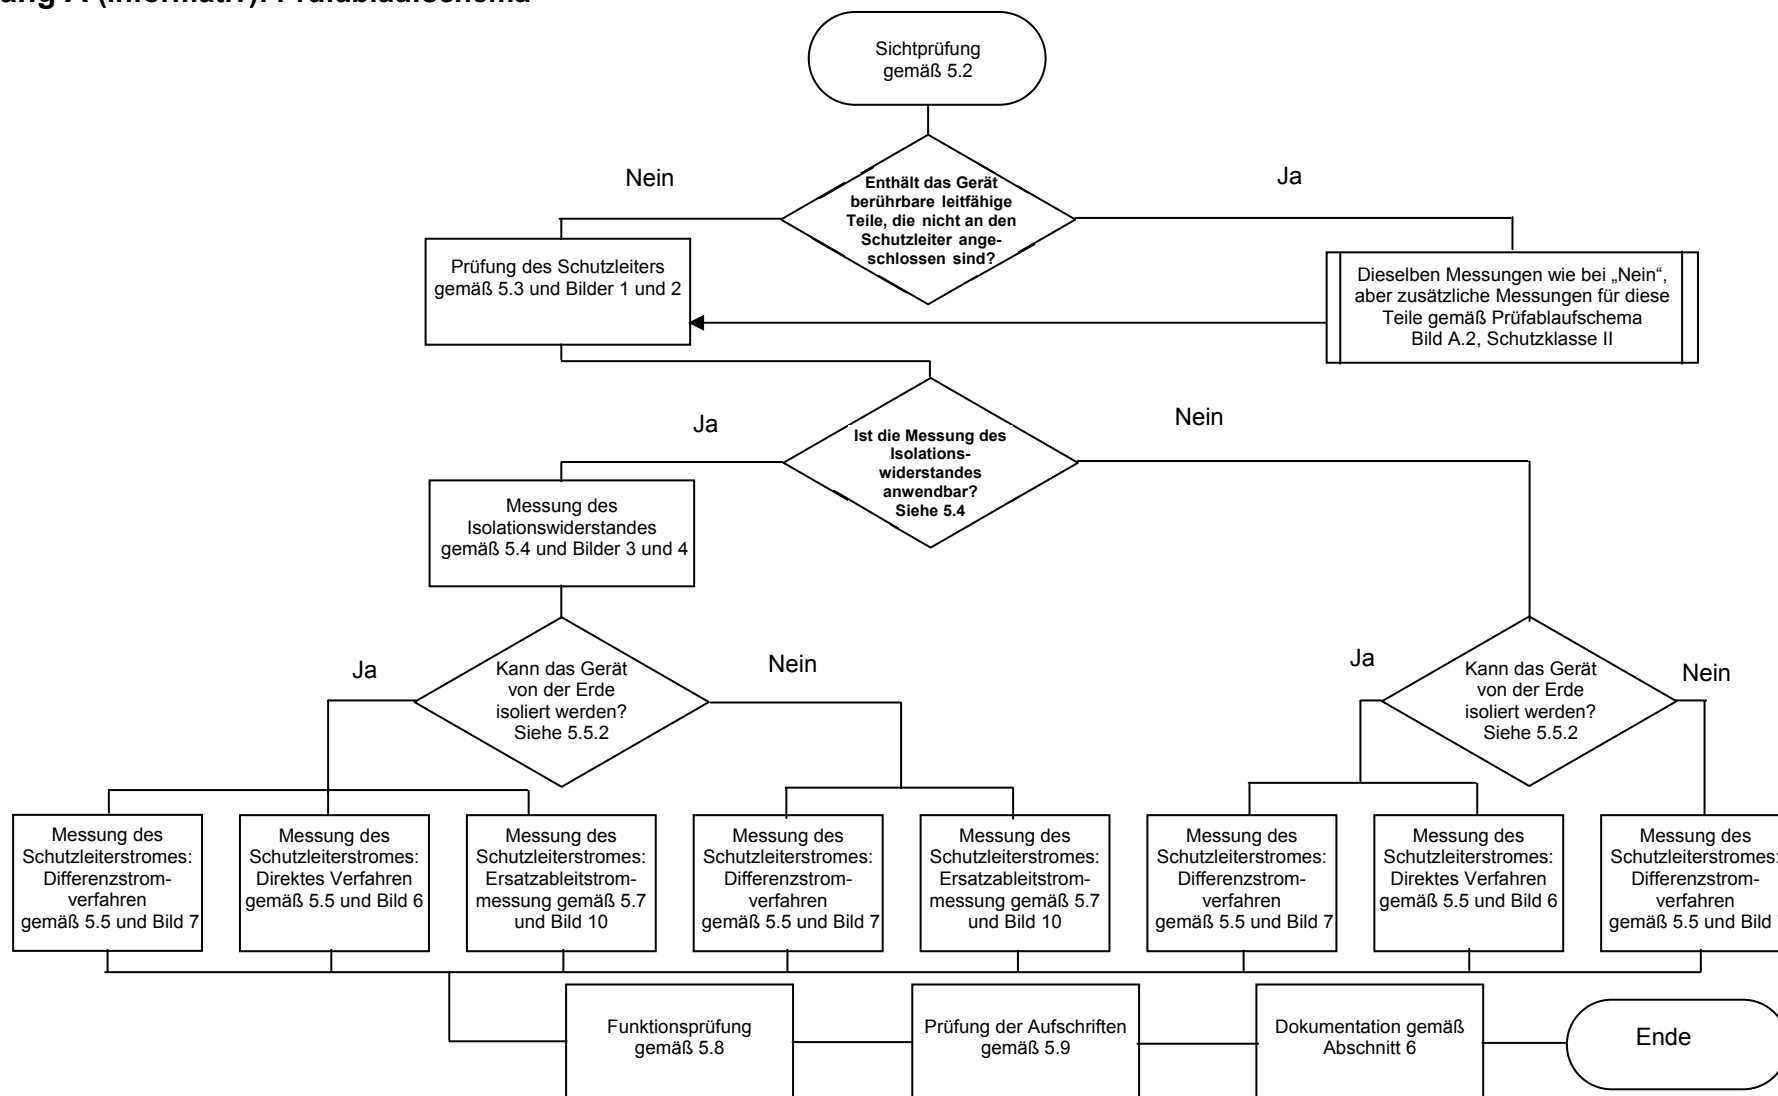 ang A (informativ): Prüfablaufschema
Sichtprüfung
gemäß 5.2
Nein
Ja
Enthält das Gerät
berührbare leitfähige
Teile, die nicht an den
Schutzleiter ange-
schlossen sind?
Prüfung des Schutzleiters
gemäß 5.3 und Bilder 1 und 2
Dieselben Messungen wie bei „Nein“,
aber zusätzliche Messungen für diese
Teile gemäß Prüfablaufschema
Bild A.2, Schutzklasse II
Ja
Nein
Ist die Messung des
Isolations-
widerstandes
anwendbar?
Siehe 5.4
Messung des
Isolationswiderstandes
gemäß 5.4 und Bilder 3 und 4
Ja
Nein
Kann das Gerät
von der Erde
isoliert werden?
Siehe 5.5.2
Ja
Nein
Kann das Gerät
von der Erde
isoliert werden?
Siehe 5.5.2
Messung des
Schutzleiterstromes:
Differenzstrom-
verfahren
gemäß 5.5 und Bild 7
Messung des
Schutzleiterstromes:
Direktes Verfahren
gemäß 5.5 und Bild 6
Messung des
Schutzleiterstromes:
Ersatzableitstrom-
messung gemäß 5.7
und Bild 10
Messung des
Schutzleiterstromes:
Differenzstrom-
verfahren
gemäß 5.5 und Bild 7
Messung des
Schutzleiterstromes:
Ersatzableitstrom-
messung gemäß 5.7
und Bild 10
Messung des
Schutzleiterstromes:
Differenzstrom-
verfahren
gemäß 5.5 und Bild 7
Messung des
Schutzleiterstromes:
Direktes Verfahren
gemäß 5.5 und Bild 6
Messung des
Schutzleiterstromes:
Differenzstrom-
verfahren
gemäß 5.5 und Bild
Funktionsprüfung
gemäß 5.8
Prüfung der Aufschriften
gemäß 5.9
Dokumentation gemäß
Abschnitt 6
Ende